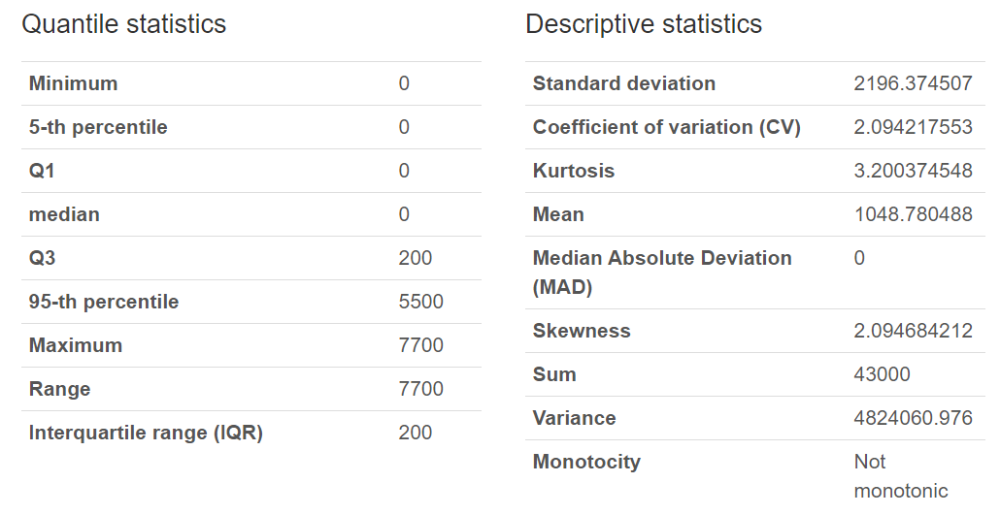 Quantile statistics
Minimum 0
5-th percentile 0
Q1 0
median 0
Q3 200
95-th percentile 5500
Maximum 7700
Range 7700
Interquartile range (IQR) 200
Descriptive statistics
Standard deviation 2196.374507
Coefficient of variation (CV) 2.094217553
Kurtosis 3.200374548
Mean 1048.780488
Median Absolute Deviation 0
(MAD)
Skewness 2.094684212
Sum 43000
Variance 4824060.976
Monotocity Not
monotonic